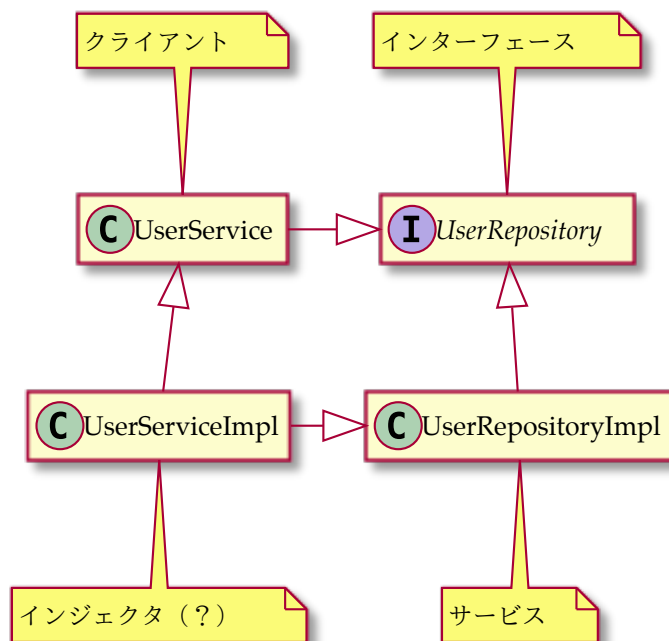 クライアント
インターフェース
C UserService
I UserRepository
C UserServiceImpl
C UserRepositoryImpl
インジェクタ（？）
サービス